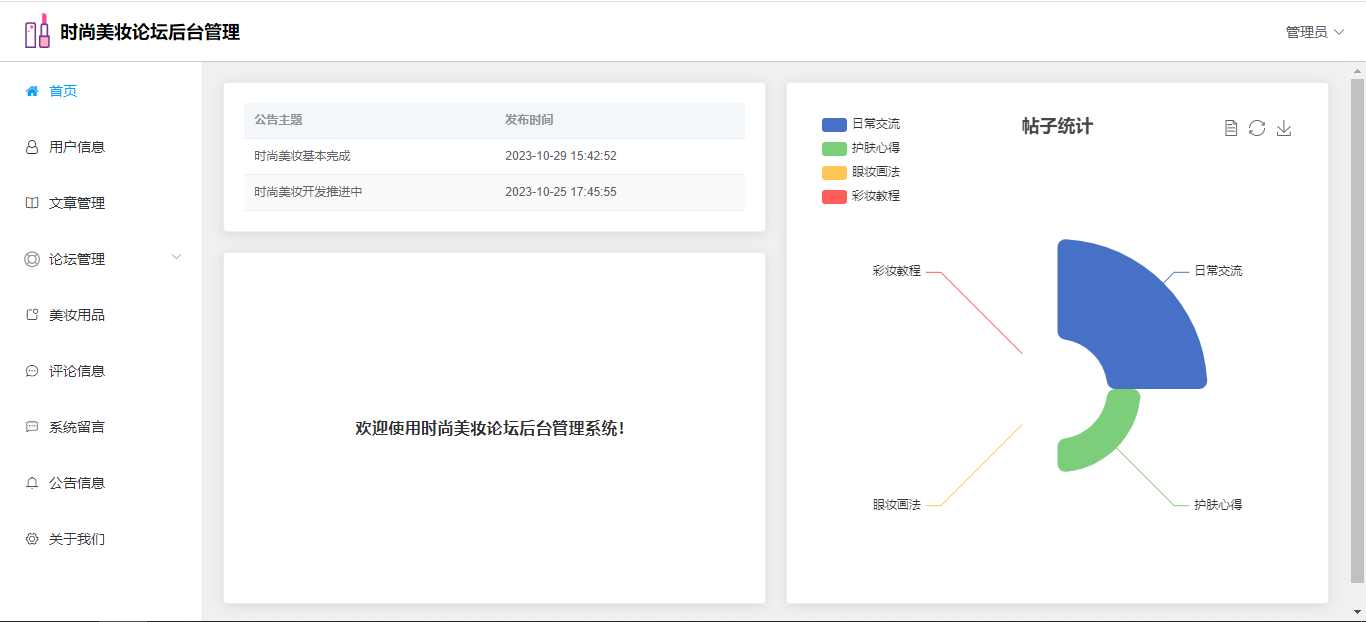 时尚美妆论坛后台管理
管理员
首页
用户信息
文章管理
论坛管理
美妆用品
评论信息
系统留言
公告信息
关于我们
公告主题 发布时间
时尚美妆基本完成 2023-10-29 15:42:52
时尚美妆开发推进中 2023-10-25 17:45:55
欢迎使用时尚美妆论坛后台管理系统!
帖子统计
日常交流
护肤心得
眼妆画法
彩妆教程
彩妆教程
日常交流
眼妆画法
护肤心得